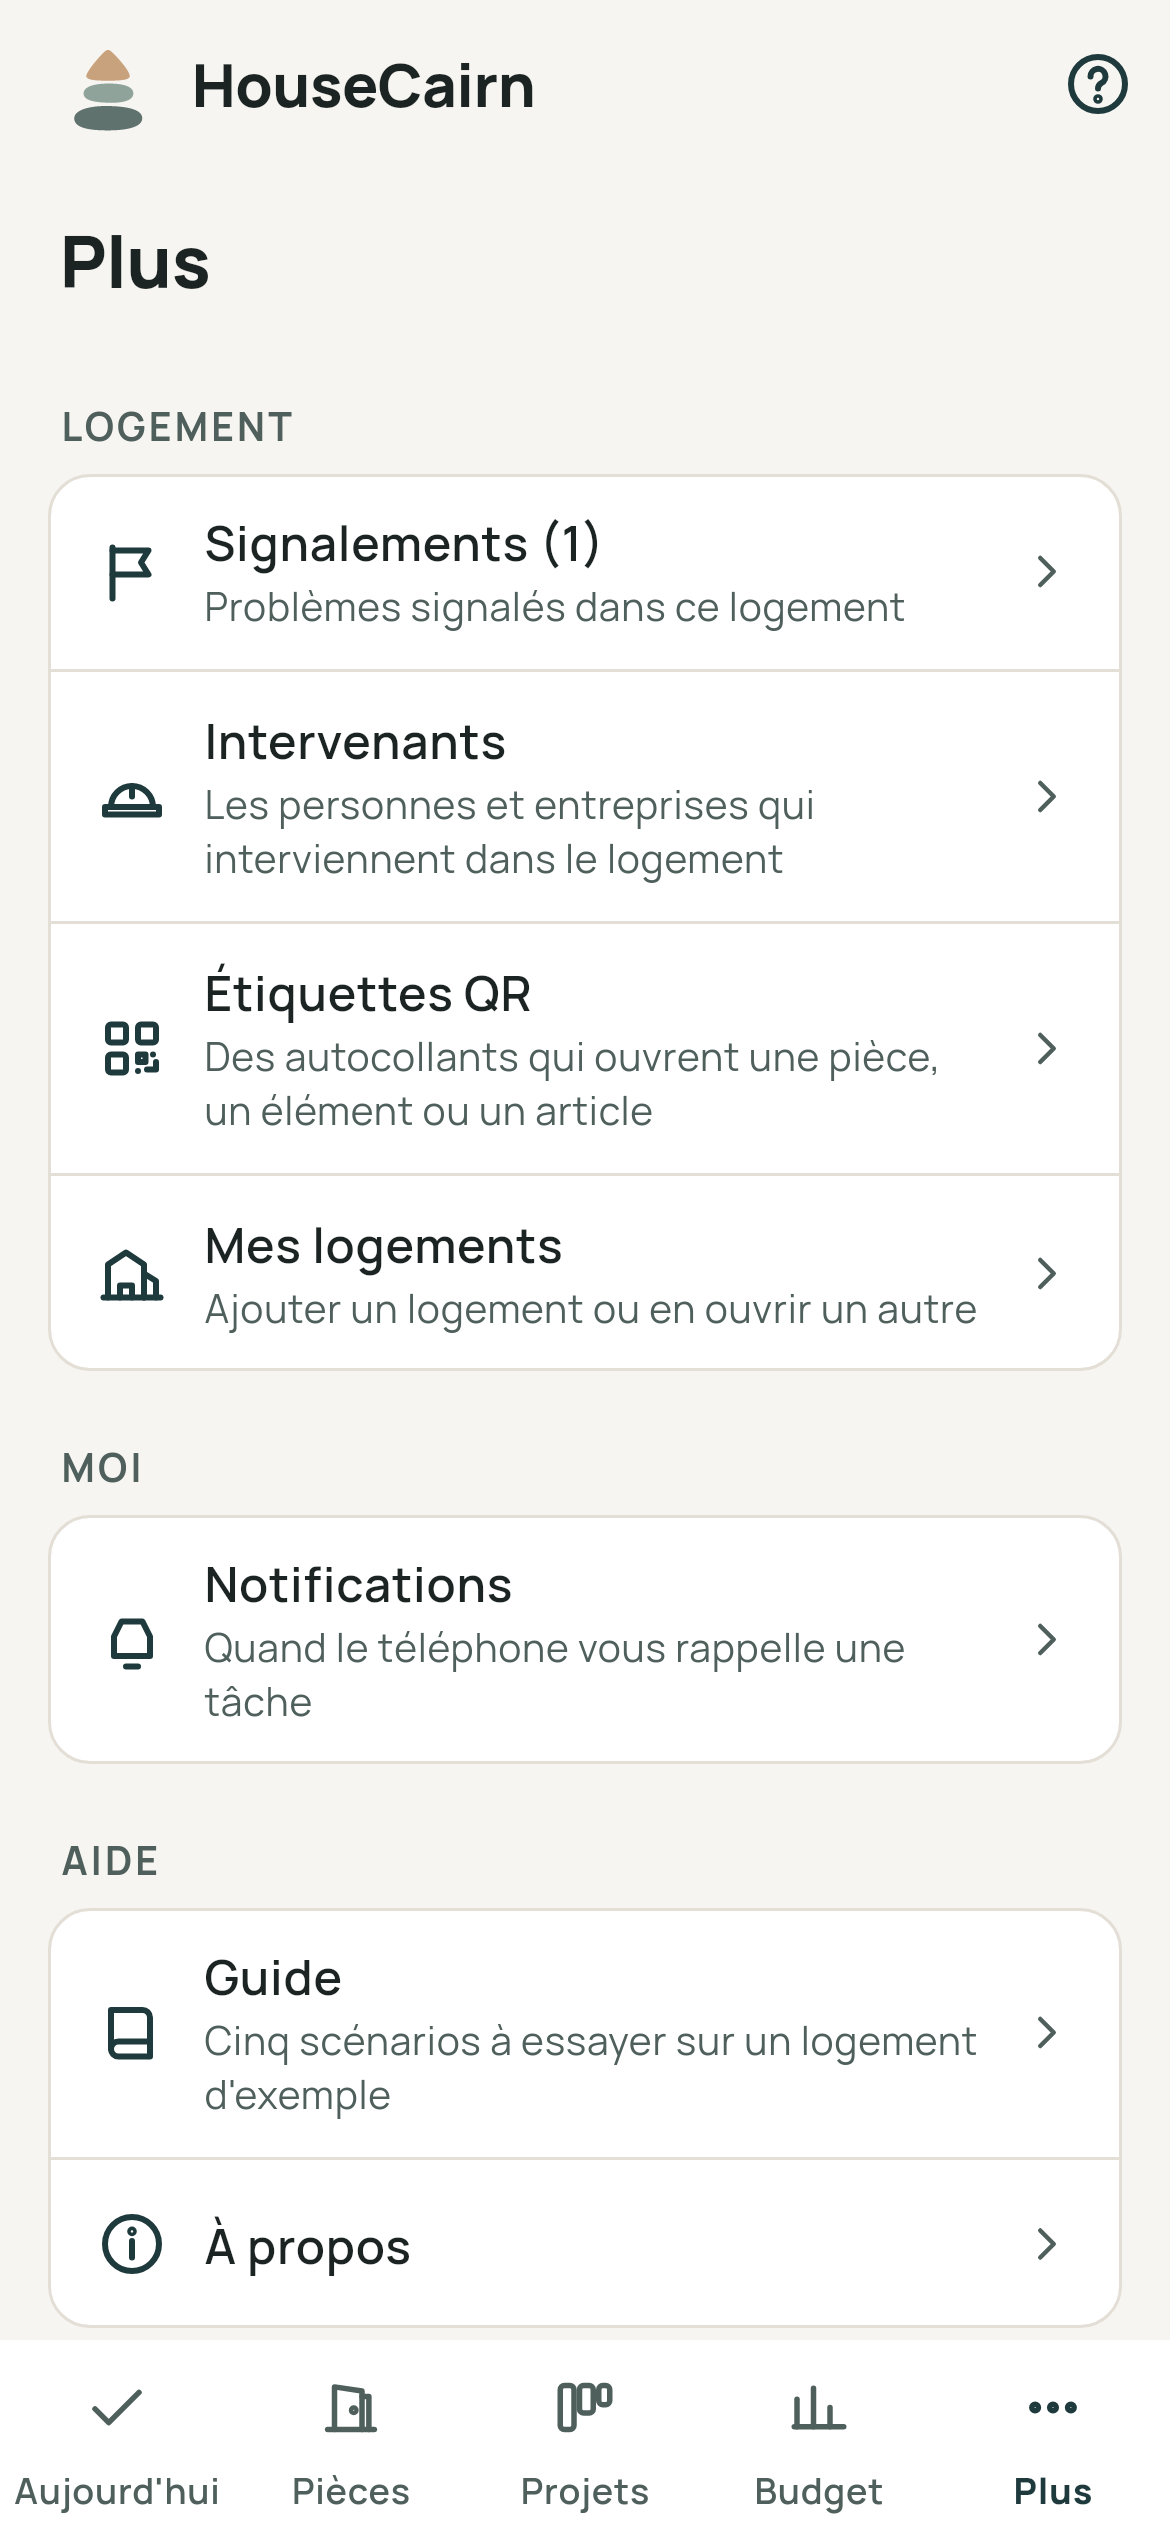 HouseCairn
Plus
LOGEMENT
Signalements (1)
Problèmes signalés dans ce logement
Intervenants
Les personnes et entreprises qui
interviennent dans le logement
Étiquettes QR
Des autocollants qui ouvrent une pièce,
un élément ou un article
Mes logements
Ajouter un logement ou en ouvrir un autre
MOI
Notifications
Quand le téléphone vous rappelle une
tâche
AIDE
Guide
Cinq scénarios à essayer sur un logement
d'exemple
À propos
Aujourd'hui
Pièces
Projets
Budget
Plus